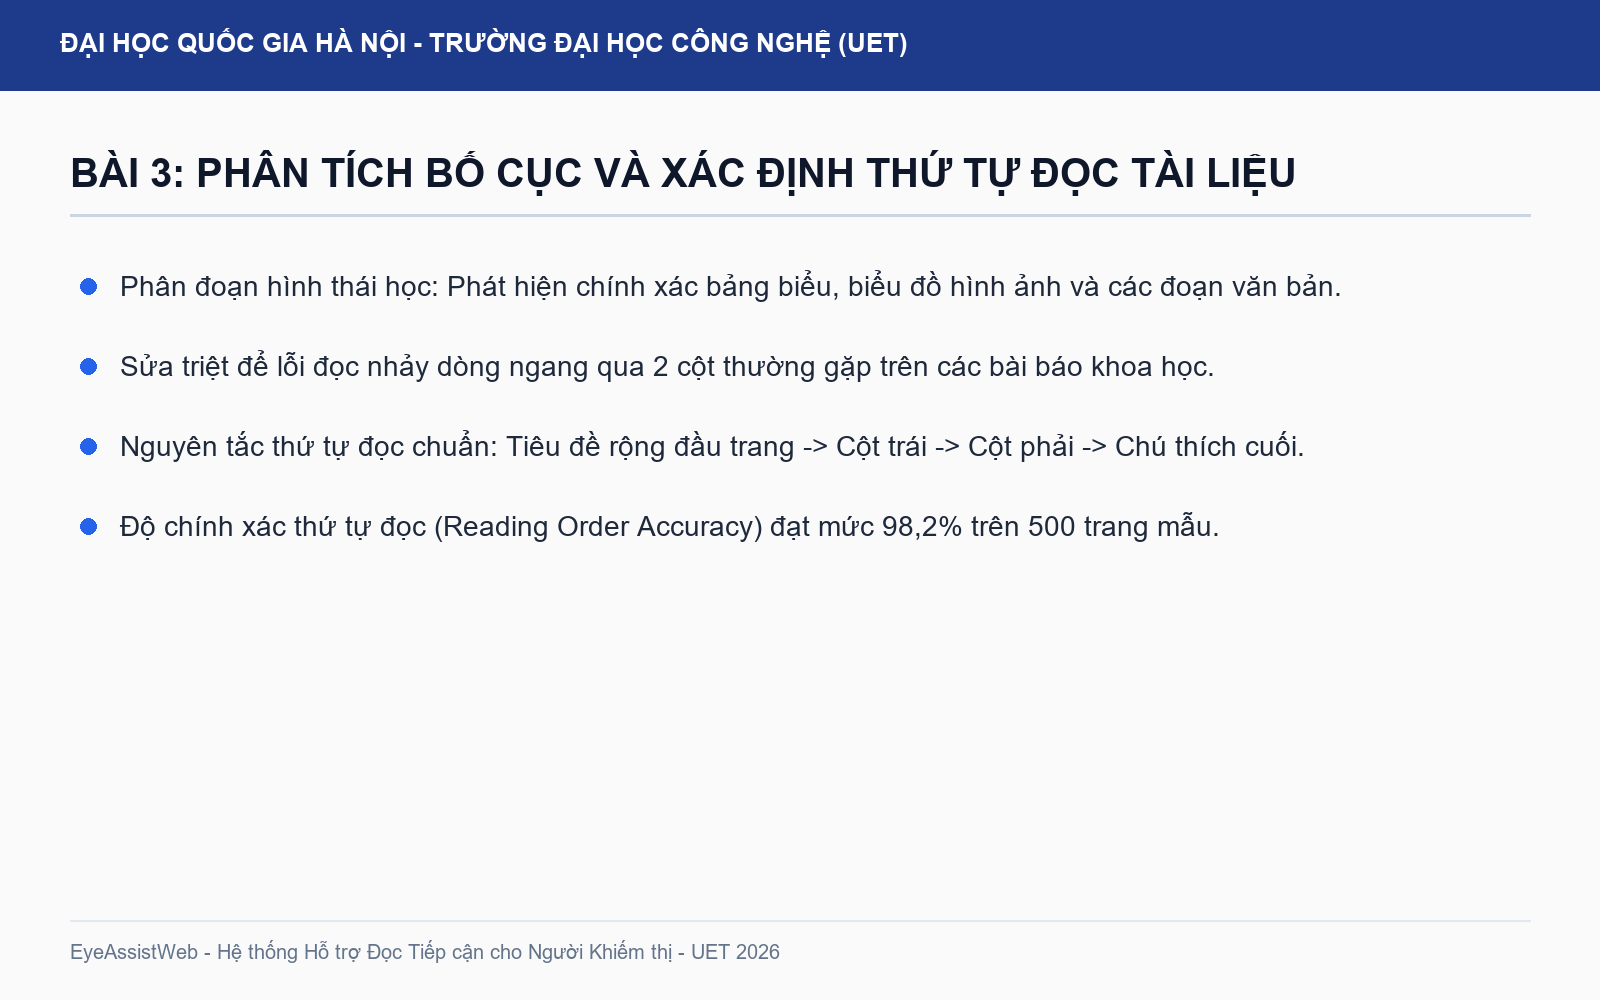 ĐẠI HỌC QUỐC GIA HÀ NỘI - TRƯỜNG ĐẠI HỌC CÔNG NGHỆ (UET)
BÀI 3: PHÂN TÍCH BỐ CỤC VÀ XÁC ĐỊNH THỨ TỰ ĐỌC TÀI LIỆU
Phân đoạn hình thái học: Phát hiện chính xác bảng biểu, biểu đồ hình ảnh và các đoạn văn bản.
Sửa triệt để lỗi đọc nhảy dòng ngang qua 2 cột thường gặp trên các bài báo khoa học.
Nguyên tắc thứ tự đọc chuẩn: Tiêu đề rộng đầu trang -> Cột trái -> Cột phải -> Chú thích cuối.
Độ chính xác thứ tự đọc (Reading Order Accuracy) đạt mức 98,2% trên 500 trang mẫu.
EyeAssistWeb - Hệ thống Hỗ trợ Đọc Tiếp cận cho Người Khiếm thị - UET 2026